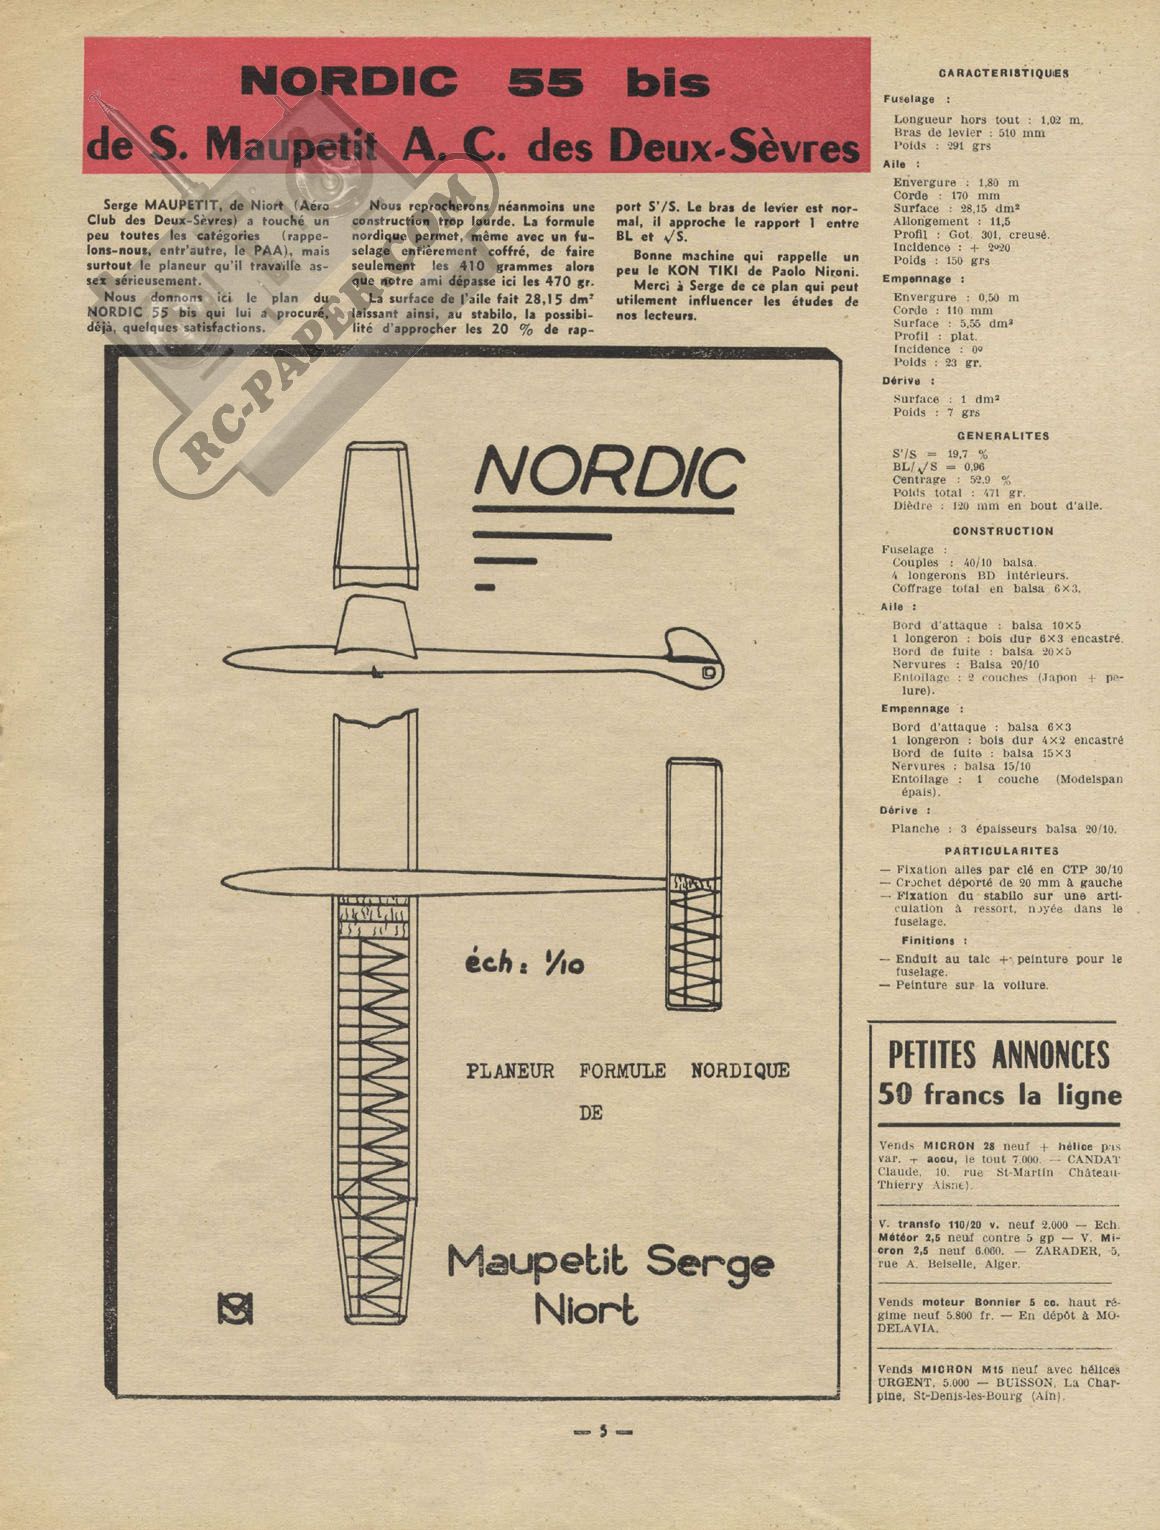 NORDIC 55 bis
de S. Maupetit A. C. des Deux-Sèvres
Serge MAUPETIT, de Niort (Aéro
Club des Deux-Sèvres) a touché un
peu toutes les catégories (rappe-
lons-nous, entr'autre, le PAA), mais
surtout le planeur qu'il travaille as-
sez sérieusement.
Nous donnons ici le plan du
NORDIC 55 bis qui lui a procuré,
déjà, quelques satisfactions.
Nous reprocherons néanmoins une
construction trop lourde. La formule
nordique permet, même avec un fu-
selage entièrement coffré, de faire
seulement les 410 grammes alors
que notre ami dépasse ici les 470 gr.
La surface de l'aile fait 28,15 dm²
laissant ainsi, au stabilo, la possibi-
lité d'approcher les 20 % de rap-
port S'/S. Le bras de levier est nor-
mal, il approche le rapport 1 entre
BL et √S.
Bonne machine qui rappelle un
peu le KON TIKI de Paolo Nironi.
Merci à Serge de ce plan qui peut
utilement influencer les études de
nos lecteurs.
RC-PAPER.COM
NORDIC
éch : 1/10
PLANEUR FORMULE NORDIQUE
DE
Maupetit Serge
Niort
CARACTERISTIQUES
Fuselage :
Longueur hors tout : 1,02 m.
Bras de levier : 510 mm
Poids : 291 grs
Aile :
Envergure : 1,80 m
Corde : 170 mm
Surface : 28,15 dm²
Allongement : 11,5
Profil : Got. 301, creusé.
Incidence : + 2º20
Poids : 150 grs
Empennage :
Envergure : 0,50 m
Corde : 110 mm
Surface : 5,55 dm²
Profil : plat.
Incidence : 0º
Poids : 23 gr.
Dérive :
Surface : 1 dm²
Poids : 7 grs
GENERALITES
S'/S = 19,7 %
BL/√S = 0,96
Centrage : 52.9 %
Poids total : 471 gr.
Dièdre : 120 mm en bout d'aile.
CONSTRUCTION
Fuselage :
Couples : 40/10 balsa.
4 longerons BD intérieurs.
Coffrage total en balsa 6×3.
Aile :
Bord d'attaque : balsa 10×5
1 longeron : bois dur 6×3 encastré.
Bord de fuite : balsa 20×5
Nervures : Balsa 20/10
Entoilage : 2 couches (Japon + pe-
lure).
Empennage :
Bord d'attaque : balsa 6×3
1 longeron : bois dur 4×2 encastré
Bord de fuite : balsa 15×3
Nervures : balsa 15/10
Entoilage : 1 couche (Modelspan
épais).
Dérive :
Planche : 3 épaisseurs balsa 20/10.
PARTICULARITES
— Fixation ailes par clé en CTP 30/10
— Crochet déporté de 20 mm à gauche
— Fixation du stabilo sur une arti-
culation à ressort, noyée dans le
fuselage.
Finitions :
— Enduit au talc + peinture pour le
fuselage.
— Peinture sur la voilure.
PETITES ANNONCES
50 francs la ligne
Vends MICRON 28 neuf + hélice pas
var. + accu, le tout 7.000. — CANDAT
Claude, 10, rue St-Martin Château-
Thierry Aisne).
V. transfo 110/20 v. neuf 2.000 — Ech.
Météor 2,5 neuf contre 5 gp — V. Mi-
cron 2,5 neuf 6.060. — ZARADER, 5,
rue A. Belselle, Alger.
Vends moteur Bonnier 5 cc. haut ré-
gime neuf 5.800 fr. — En dépôt à MO-
DELAVIA.
Vends MICRON M15 neuf avec hélices
URGENT, 5.000 — BUISSON, La Char-
pine, St-Denis-les-Bourg (Ain).
— 5 —